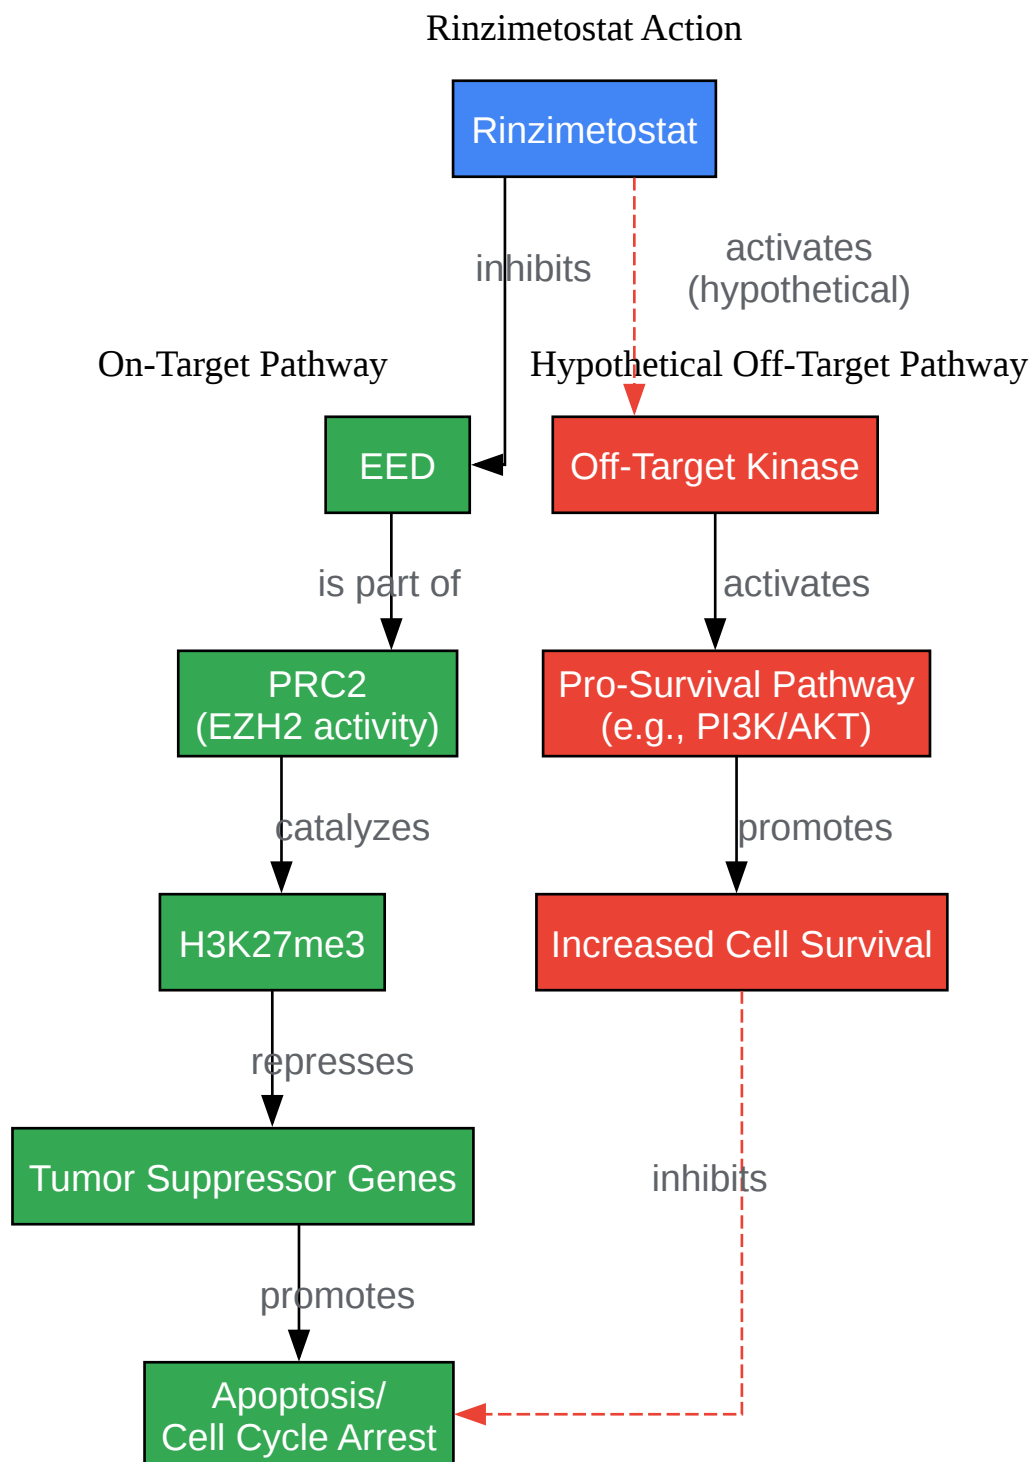 Rinzimetostat Action
Rinzimetostat
inhibits
activates
(hypothetical)
On-Target Pathway
Hypothetical Off-Target Pathway
EED
Off-Target Kinase
is part of
activates
PRC2
(EZH2 activity)
Pro-Survival Pathway
(e.g., PI3K/AKT)
catalyzes
promotes
H3K27me3
Increased Cell Survival
represses
Tumor Suppressor Genes
inhibits
promotes
Apoptosis/
Cell Cycle Arrest